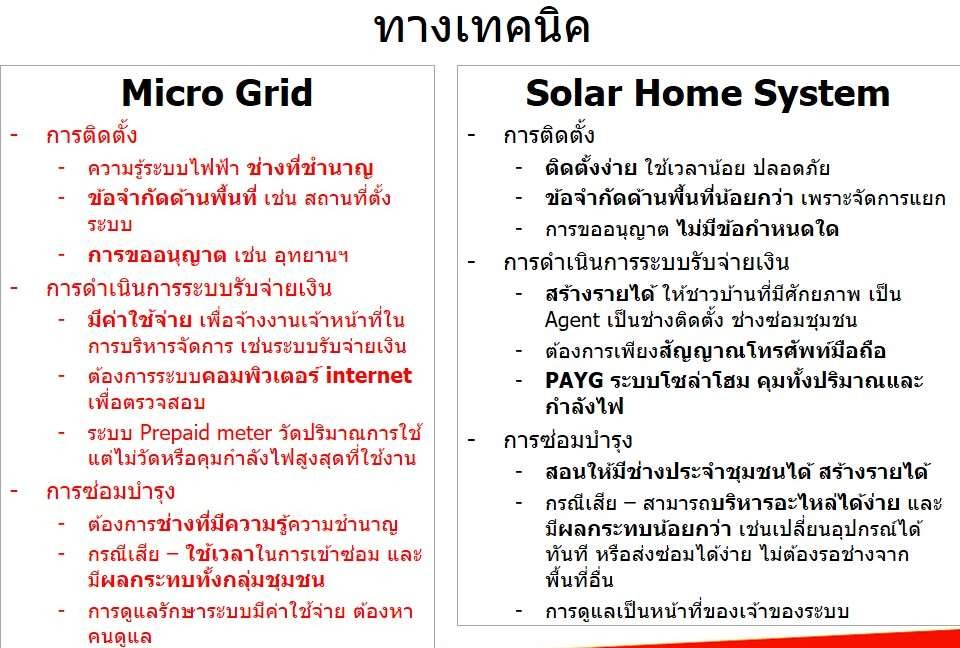 ทางเทคนิค
Micro Grid
- การติดตั้ง
- ความรู้ระบบไฟฟ้า ช่างที่ชำนาญ
- ข้อจำกัดด้านพื้นที่ เช่น สถานที่ตั้ง
ระบบ
- การขออนุญาต เช่น อุทยานฯ
- การดำเนินการระบบรับจ่ายเงิน
- มีค่าใช้จ่าย เพื่อจ้างงานเจ้าหน้าที่ใน
การบริหารจัดการ เช่นระบบรับจ่ายเงิน
- ต้องการระบบคอมพิวเตอร์ internet
เพื่อตรวจสอบ
- ระบบ Prepaid meter วัดปริมาณการใช้
แต่ไม่วัดหรือคุมกำลังไฟสูงสุดที่ใช้งาน
- การซ่อมบำรุง
- ต้องการช่างที่มีความรู้ความชำนาญ
- กรณีเสีย – ใช้เวลาในการเข้าซ่อม และ
มีผลกระทบทั้งกลุ่มชุมชน
- การดูแลรักษาระบบมีค่าใช้จ่าย ต้องหา
คนดูแล
Solar Home System
- การติดตั้ง
- ติดตั้งง่าย ใช้เวลาน้อย ปลอดภัย
- ข้อจำกัดด้านพื้นที่น้อยกว่า เพราะจัดการแยก
- การขออนุญาต ไม่มีข้อกำหนดใด
- การดำเนินการระบบรับจ่ายเงิน
- สร้างรายได้ ให้ชาวบ้านที่มีศักยภาพ เป็น
Agent เป็นช่างติดตั้ง ช่างซ่อมชุมชน
- ต้องการเพียงสัญญาณโทรศัพท์มือถือ
- PAYG ระบบโซล่าโฮม คุมทั้งปริมาณและ
กำลังไฟ
- การซ่อมบำรุง
- สอนให้มีช่างประจำชุมชนได้ สร้างรายได้
- กรณีเสีย – สามารถบริหารอะไหล่ได้ง่าย และ
มีผลกระทบน้อยกว่า เช่นเปลี่ยนอุปกรณ์ได้
ทันที หรือส่งซ่อมได้ง่าย ไม่ต้องรอช่างจาก
พื้นที่อื่น
- การดูแลเป็นหน้าที่ของเจ้าของระบบ